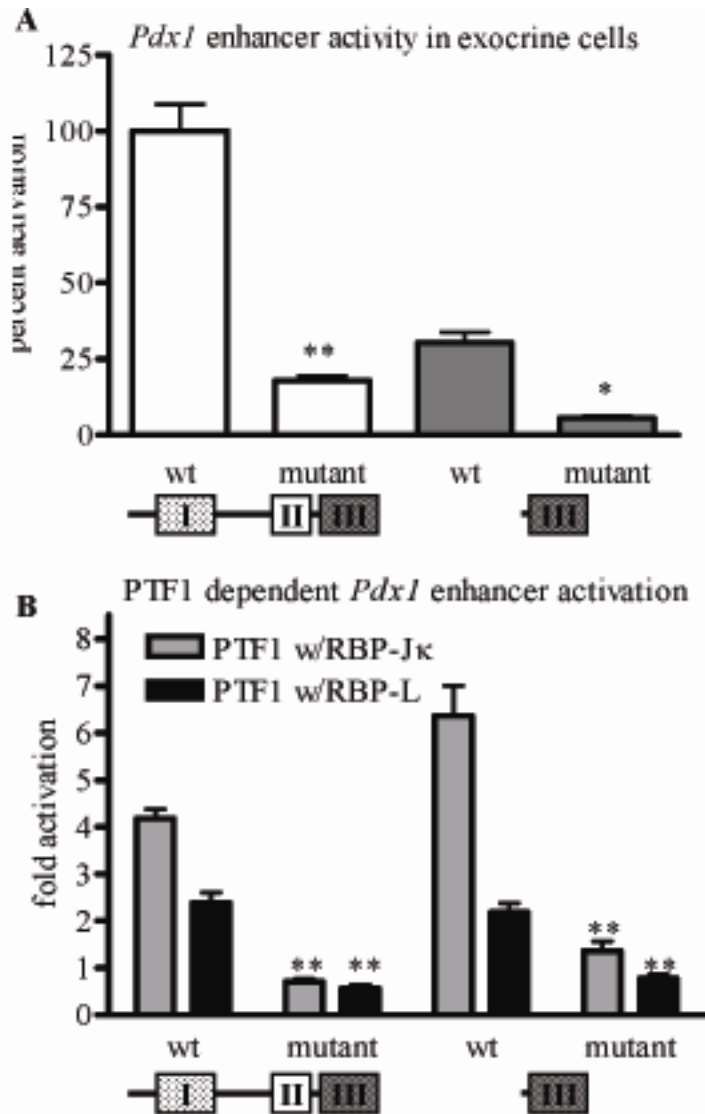 A
Pdx1 enhancer activity in exocrine cells
percent activation
125
100
75
50
25
0
**
*
wt mutant wt mutant
I II III III
B
PTF1 dependent Pdx1 enhancer activation
PTF1 w/RBP-Jκ
PTF1 w/RBP-L
fold activation
8
7
6
5
4
3
2
1
0
** **
** **
wt mutant wt mutant
I II III III